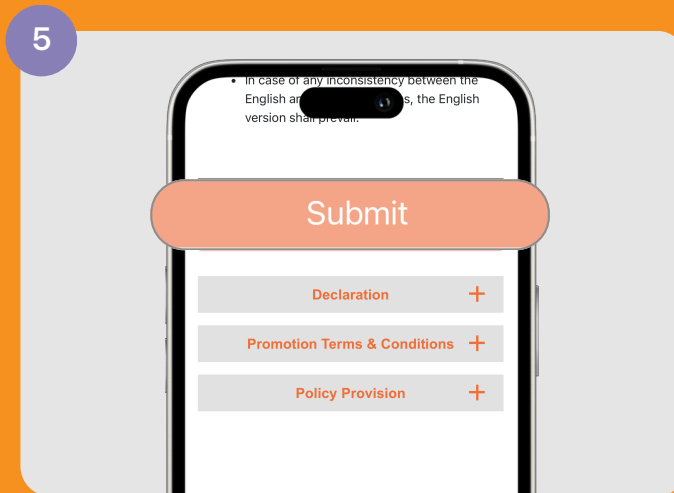 5
• In case of any inconsistency between the
English s, the English
version shall prevail.
Submit
Declaration +
Promotion Terms & Conditions +
Policy Provision +